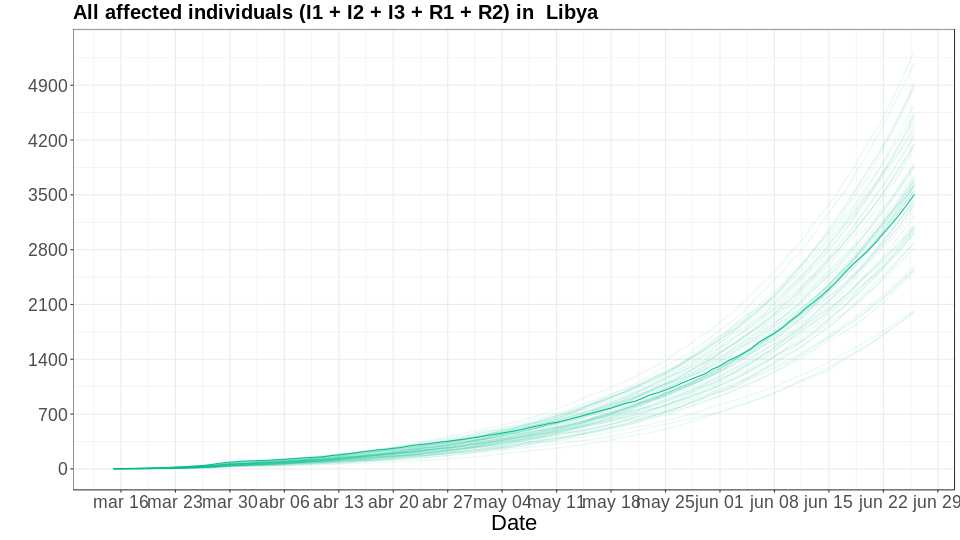 All affected individuals (I1 + I2 + I3 + R1 + R2) in  Libya
4900
4200
3500
2800
2100
1400
700
0
mar 16 mar 23 mar 30 abr 06 abr 13 abr 20 abr 27 may 04 may 11 may 18 may 25 jun 01 jun 08 jun 15 jun 22 jun 29
Date